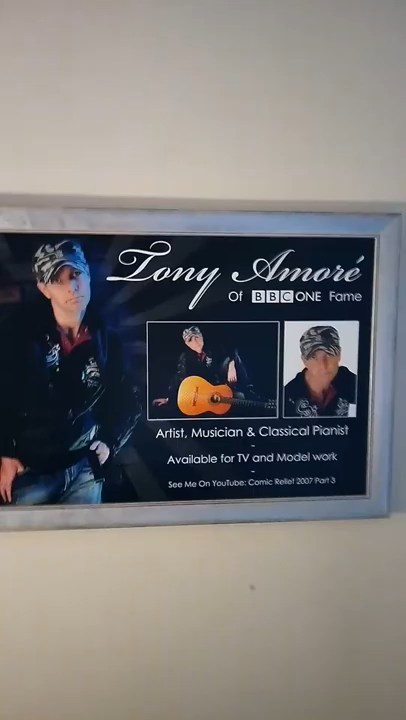 Tony Amoré
Of BBC ONE Fame
Artist, Musician & Classical Pianist
-
Available for TV and Model work
-
See Me On YouTube: Comic Relief 2007 Part 3